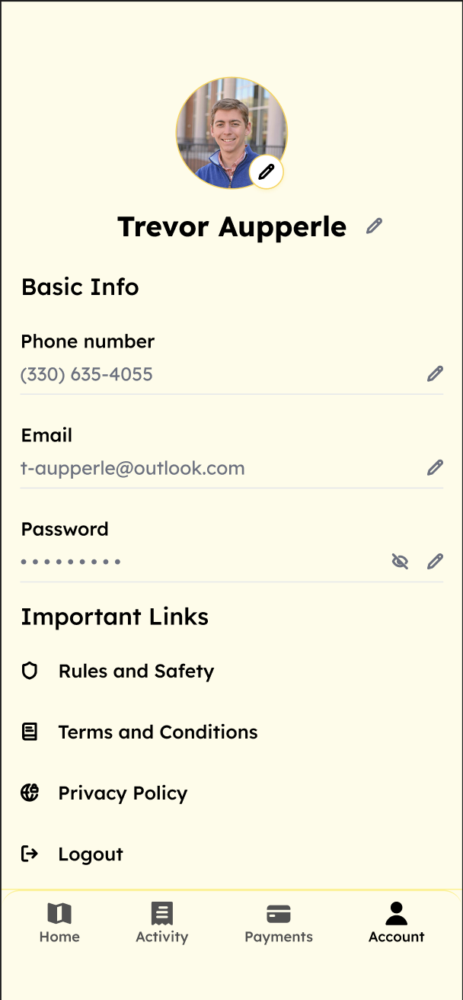 Trevor Aupperle
Basic Info
Phone number
(330) 635-4055
Email
t-aupperle@outlook.com
Password
•••••••••
Important Links
Rules and Safety
Terms and Conditions
Privacy Policy
Logout
Home
Activity
Payments
Account